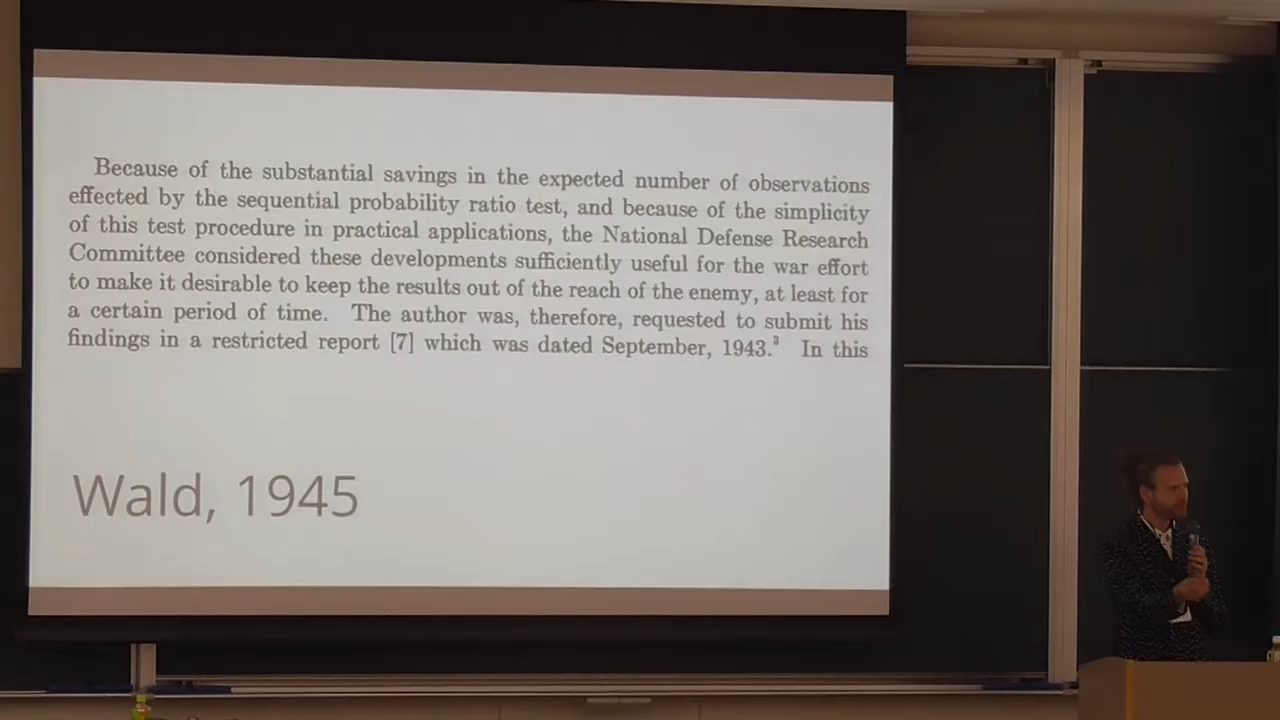 Because of the substantial savings in the expected number of observations
effected by the sequential probability ratio test, and because of the simplicity
of this test procedure in practical applications, the National Defense Research
Committee considered these developments sufficiently useful for the war effort
to make it desirable to keep the results out of the reach of the enemy, at least for
a certain period of time. The author was, therefore, requested to submit his
findings in a restricted report [7] which was dated September, 1943.³ In this
Wald, 1945